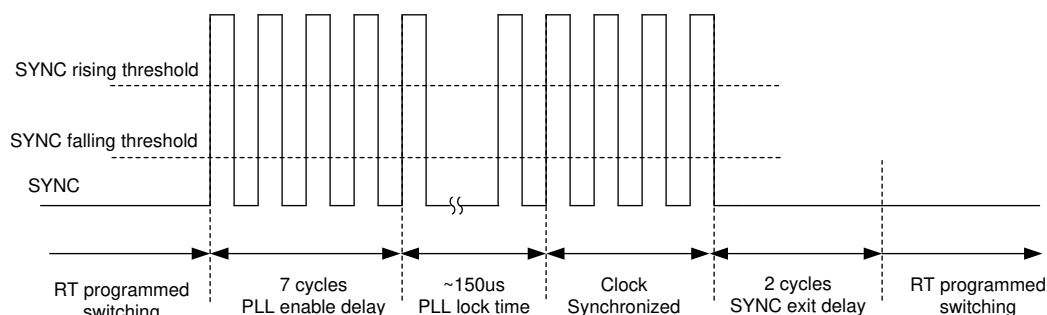 SYNC rising threshold
SYNC falling threshold
SYNC
RT programmed
switching
7 cycles
PLL enable delay
~150us
PLL lock time
Clock
Synchronized
2 cycles
SYNC exit delay
RT programmed
switching